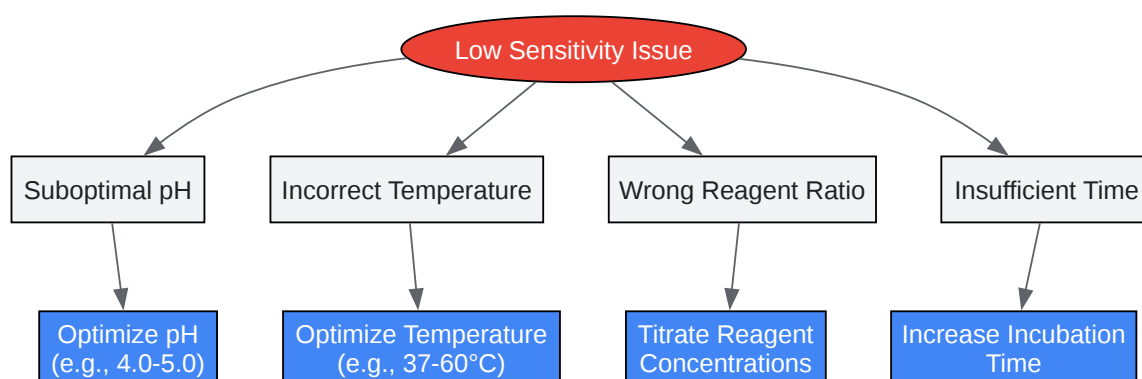 Low Sensitivity Issue
Suboptimal pH
Incorrect Temperature
Wrong Reagent Ratio
Insufficient Time
Optimize pH
(e.g., 4.0-5.0)
Optimize Temperature
(e.g., 37-60°C)
Titrate Reagent
Concentrations
Increase Incubation
Time